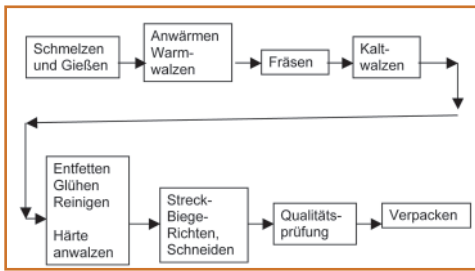 Schmelzen
und Gießen
Anwärmen
Warm-
walzen
Fräsen
Kalt-
walzen
Entfetten
Glühen
Reinigen
Härte
anwalzen
Streck-
Biege-
Richten,
Schneiden
Qualitäts-
prüfung
Verpacken